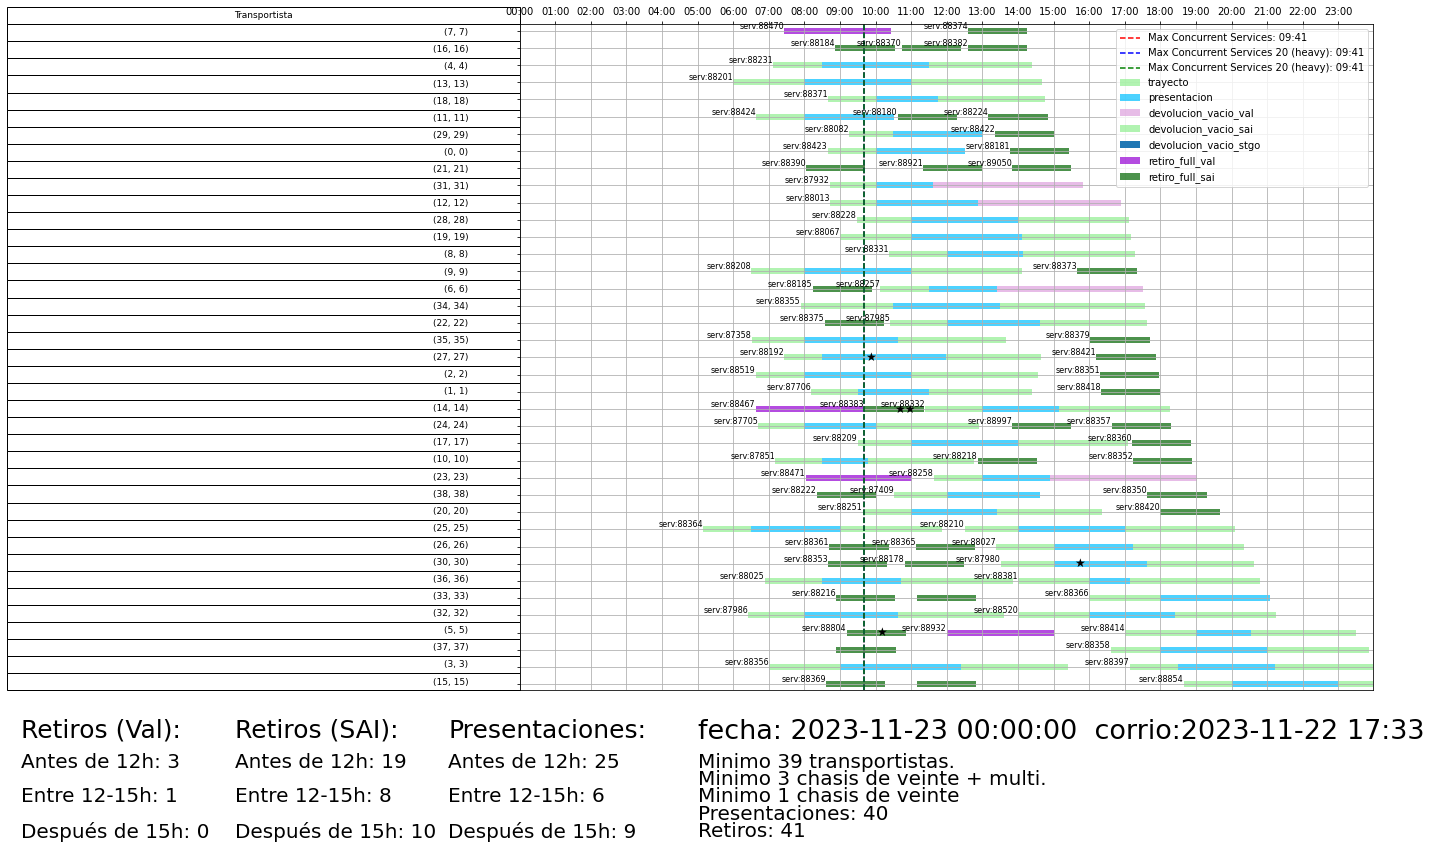 Transportista
00:00 01:00 02:00 03:00 04:00 05:00 06:00 07:00 08:00 09:00 10:00 11:00 12:00 13:00 14:00 15:00 16:00 17:00 18:00 19:00 20:00 21:00 22:00 23:00
(7, 7) serv:88470 serv:88374
(16, 16) serv:88184 serv:88370 serv:88382
(4, 4) serv:88231
(13, 13) serv:88201
(18, 18) serv:88371
(11, 11) serv:88424 serv:88180 serv:88224
(29, 29) serv:88082 serv:88422
(0, 0) serv:88423 serv:88181
(21, 21) serv:88390 serv:88921 serv:89050
(31, 31) serv:87932
(12, 12) serv:88013
(28, 28) serv:88228
(19, 19) serv:88067
(8, 8) serv:88331
(9, 9) serv:88208 serv:88373
(6, 6) serv:88185 serv:88257
(34, 34) serv:88355
(22, 22) serv:88375 serv:87985
(35, 35) serv:87358 serv:88379
(27, 27) serv:88192 serv:88421
(2, 2) serv:88519 serv:88351
(1, 1) serv:87706 serv:88418
(14, 14) serv:88467 serv:88383 serv:88332
(24, 24) serv:87705 serv:88997 serv:88357
(17, 17) serv:88209 serv:88360
(10, 10) serv:87851 serv:88218 serv:88352
(23, 23) serv:88471 serv:88258
(38, 38) serv:88222 serv:87409 serv:88350
(20, 20) serv:88251 serv:88420
(25, 25) serv:88364 serv:88210
(26, 26) serv:88361 serv:88365 serv:88027
(30, 30) serv:88353 serv:88178 serv:87980
(36, 36) serv:88025 serv:88381
(33, 33) serv:88216 serv:88366
(32, 32) serv:87986 serv:88520
(5, 5) serv:88804 serv:88932 serv:88414
(37, 37) serv:88358
(3, 3) serv:88356 serv:88397
(15, 15) serv:88369 serv:88854
Max Concurrent Services: 09:41
Max Concurrent Services 20 (heavy): 09:41
Max Concurrent Services 20 (heavy): 09:41
trayecto
presentacion
devolucion_vacio_val
devolucion_vacio_sai
devolucion_vacio_stgo
retiro_full_val
retiro_full_sai
Retiros (Val):
Antes de 12h: 3
Entre 12-15h: 1
Después de 15h: 0
Retiros (SAI):
Antes de 12h: 19
Entre 12-15h: 8
Después de 15h: 10
Presentaciones:
Antes de 12h: 25
Entre 12-15h: 6
Después de 15h: 9
fecha: 2023-11-23 00:00:00 corrio:2023-11-22 17:33
Minimo 39 transportistas.
Minimo 3 chasis de veinte + multi.
Minimo 1 chasis de veinte
Presentaciones: 40
Retiros: 41